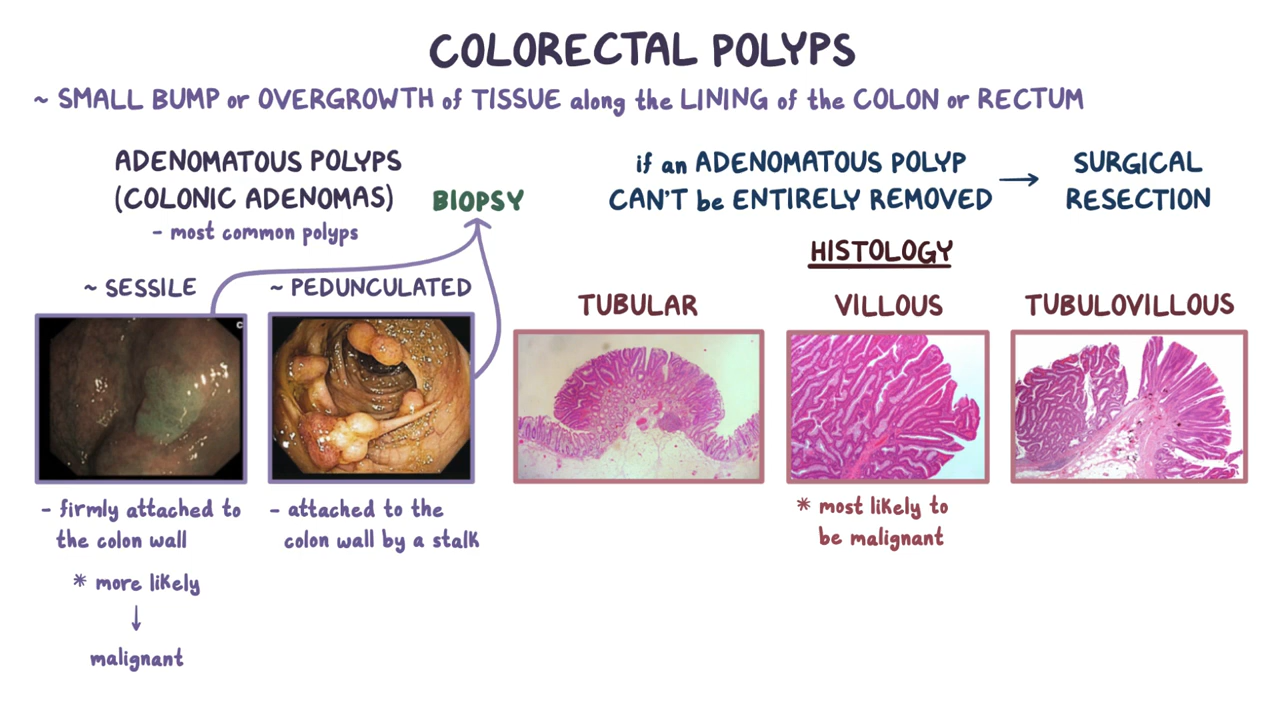 COLORECTAL POLYPS
~ SMALL BUMP or OVERGROWTH of TISSUE along the LINING of the COLON or RECTUM
ADENOMATOUS POLYPS
(COLONIC ADENOMAS)
- most common polyps
BIOPSY
~ SESSILE
~ PEDUNCULATED
- firmly attached to
the colon wall
* more likely
↓
malignant
- attached to the
colon wall by a stalk
if an ADENOMATOUS POLYP
CAN'T be ENTIRELY REMOVED
→
SURGICAL
RESECTION
HISTOLOGY
TUBULAR
VILLOUS
TUBULOVILLOUS
* most likely to
be malignant